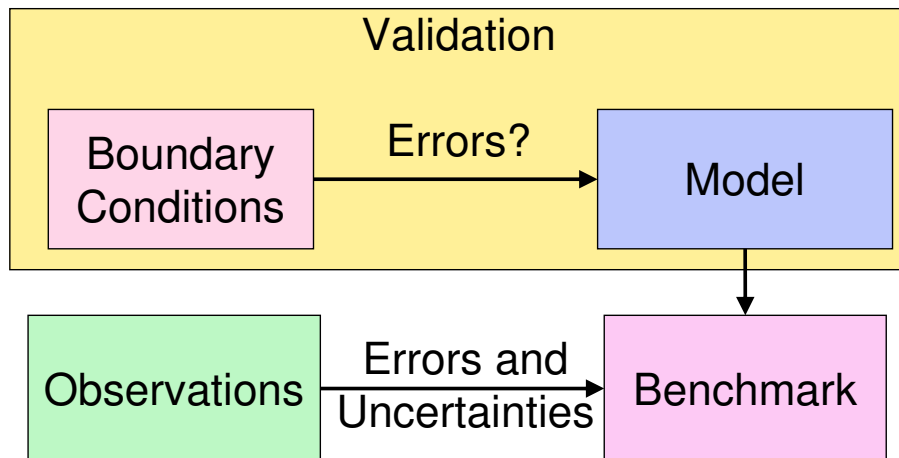 Validation
Boundary
Conditions
Errors?
Model
Observations
Errors and
Uncertainties
Benchmark